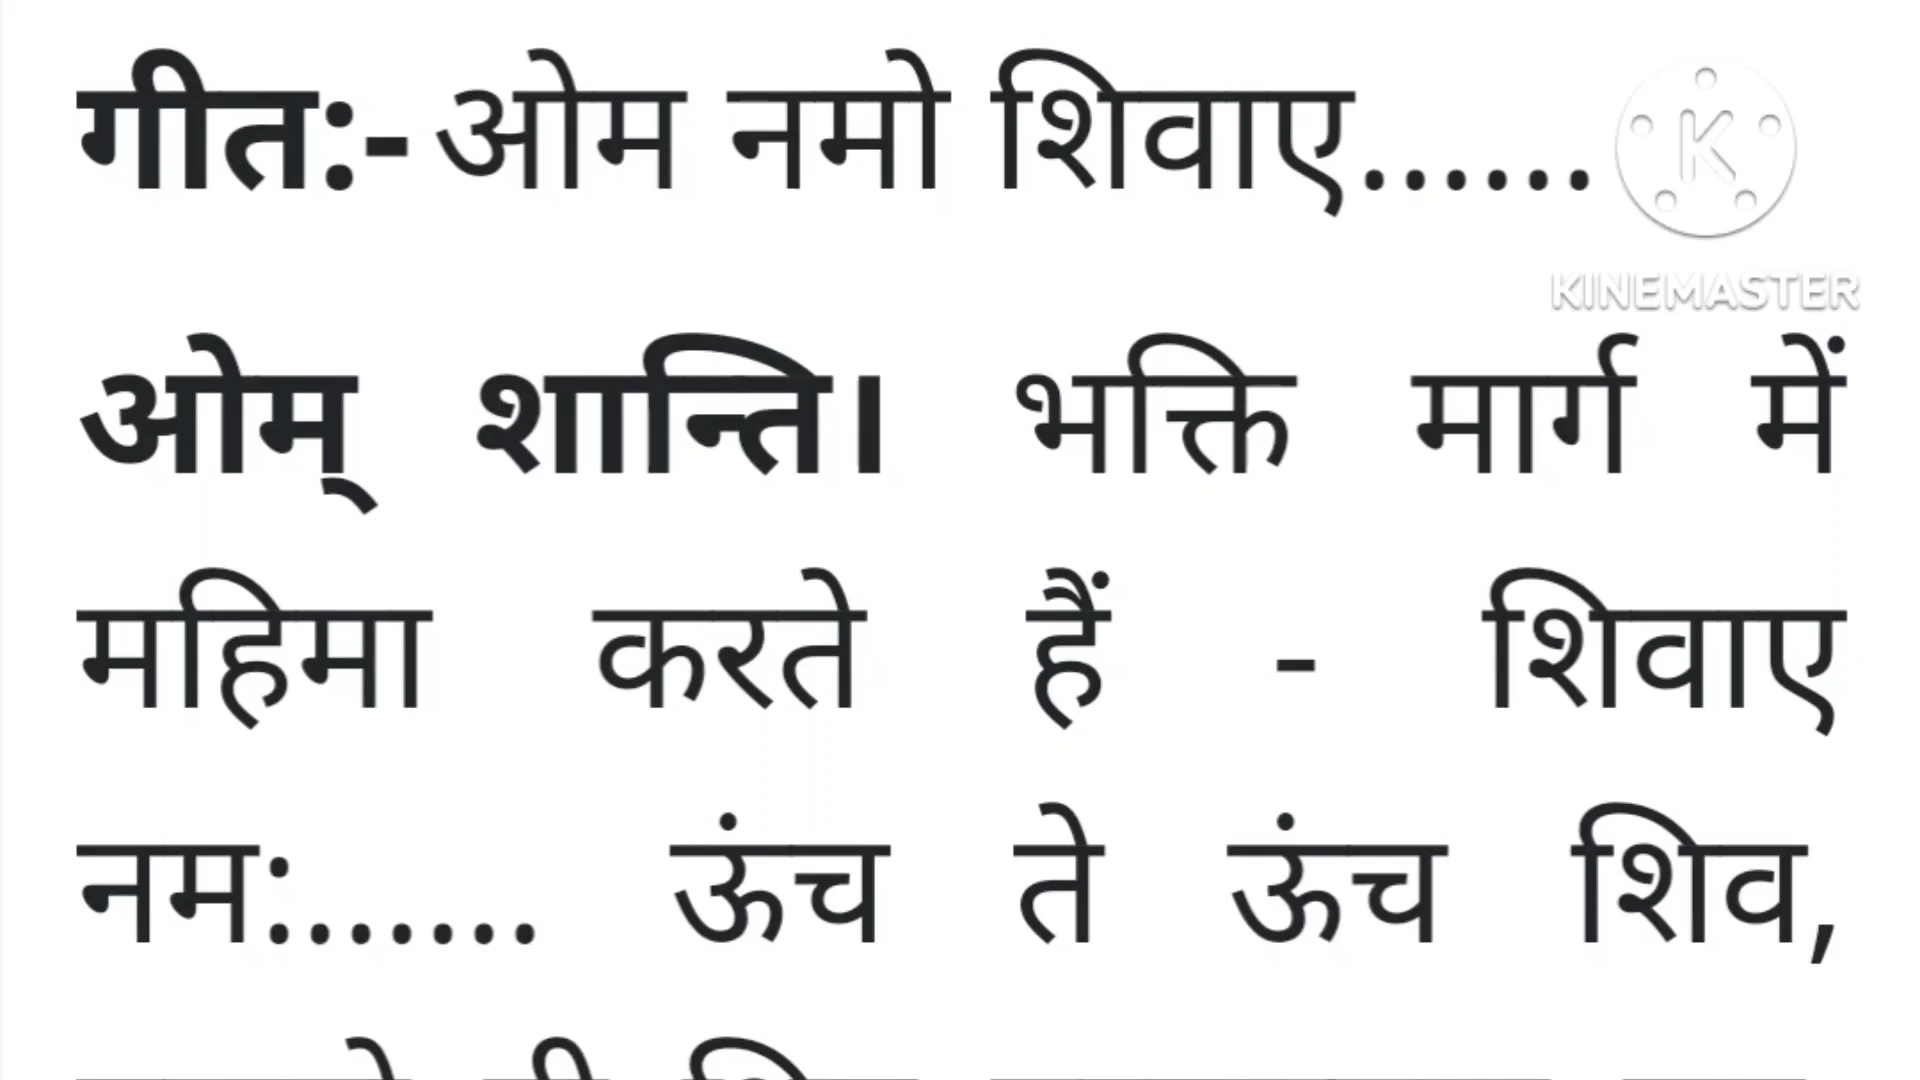 गीत:- ओम नमो शिवाए......
KINEMASTER
ओम् शान्ति। भक्ति मार्ग में
महिमा करते हैं - शिवाए
नम:....... ऊंच ते ऊंच शिव,